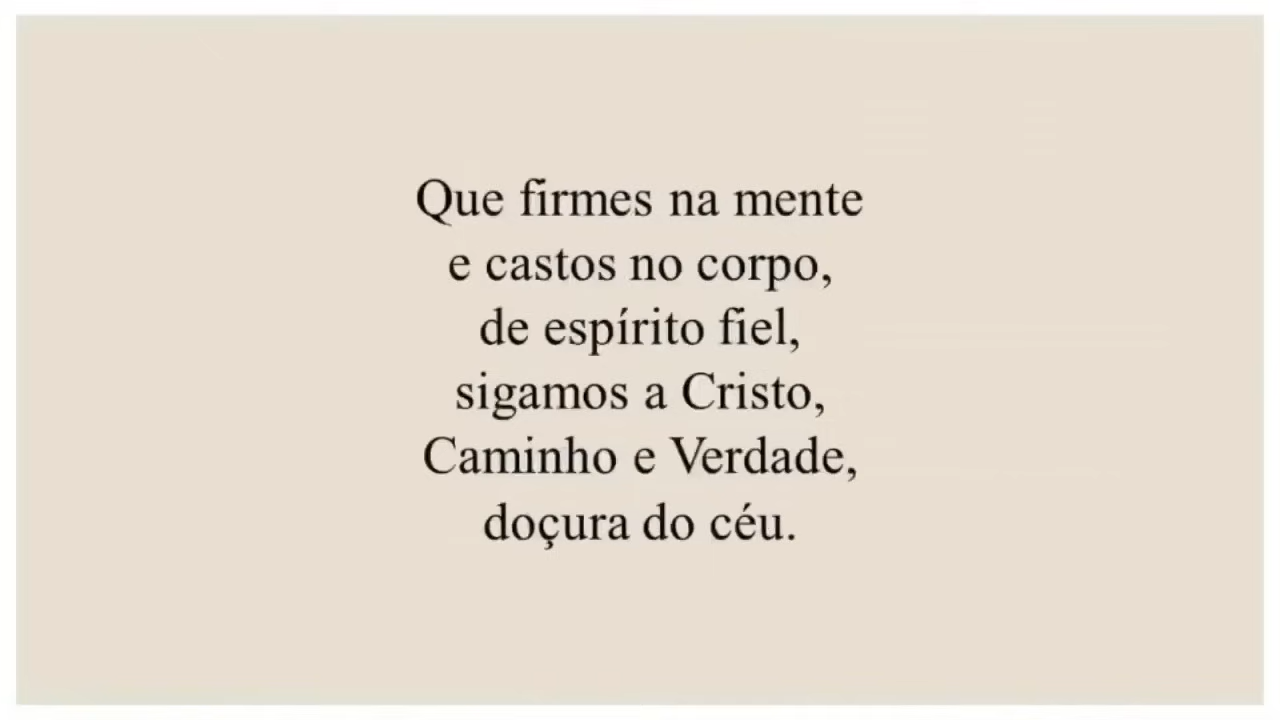 Que firmes na mente
e castos no corpo,
de espírito fiel,
sigamos a Cristo,
Caminho e Verdade,
doçura do céu.